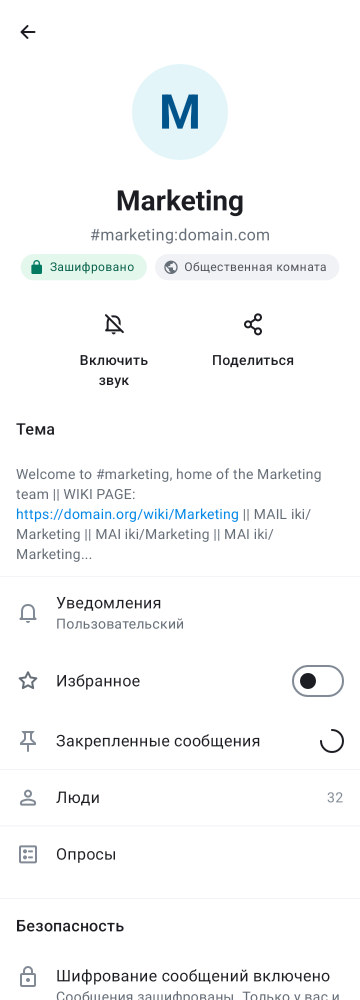 M
Marketing
#marketing:domain.com
Зашифровано
Общественная комната
Включить
звук
Поделиться
Тема
Welcome to #marketing, home of the Marketing
team || WIKI PAGE:
https://domain.org/wiki/Marketing || MAIL iki/
Marketing || MAI iki/Marketing || MAI iki/
Marketing...
Уведомления
Пользовательский
Избранное
Закрепленные сообщения
Люди
32
Опросы
Безопасность
Шифрование сообщений включено
Сообщения зашифрованы. Только у вас и